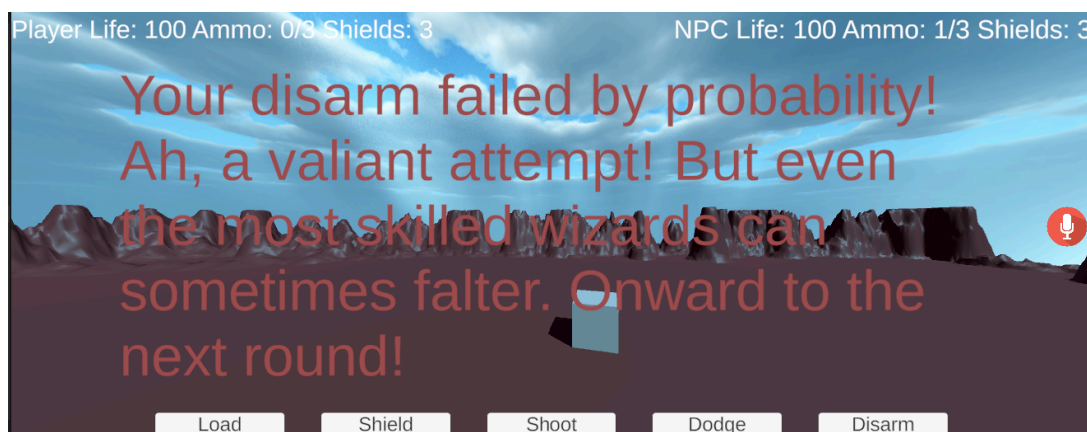 Player Life: 100 Ammo: 0/3 Shields: 3
NPC Life: 100 Ammo: 1/3 Shields: 3
Your disarm failed by probability!
Ah, a valiant attempt! But even
the most skilled wizards can
sometimes falter. Onward to the
next round!
Load
Shield
Shoot
Dodge
Disarm